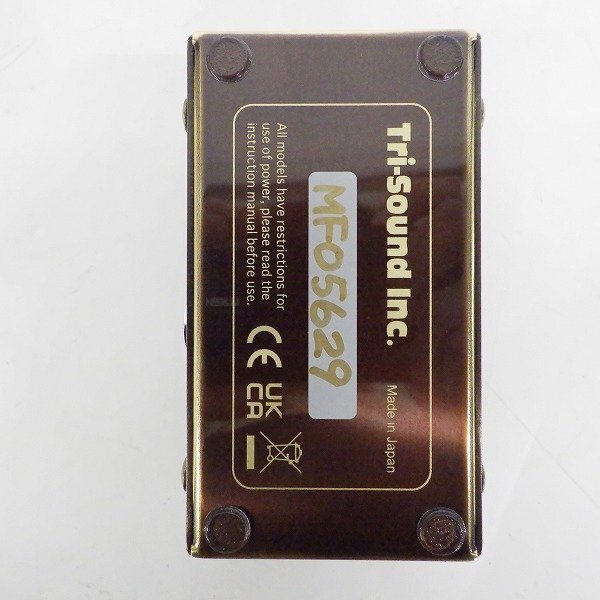 Tri-Sound Inc.
Made in Japan
MF05629
All models have restrictions for
use of power, please read the
instruction manual before use.
CE
UK
CA